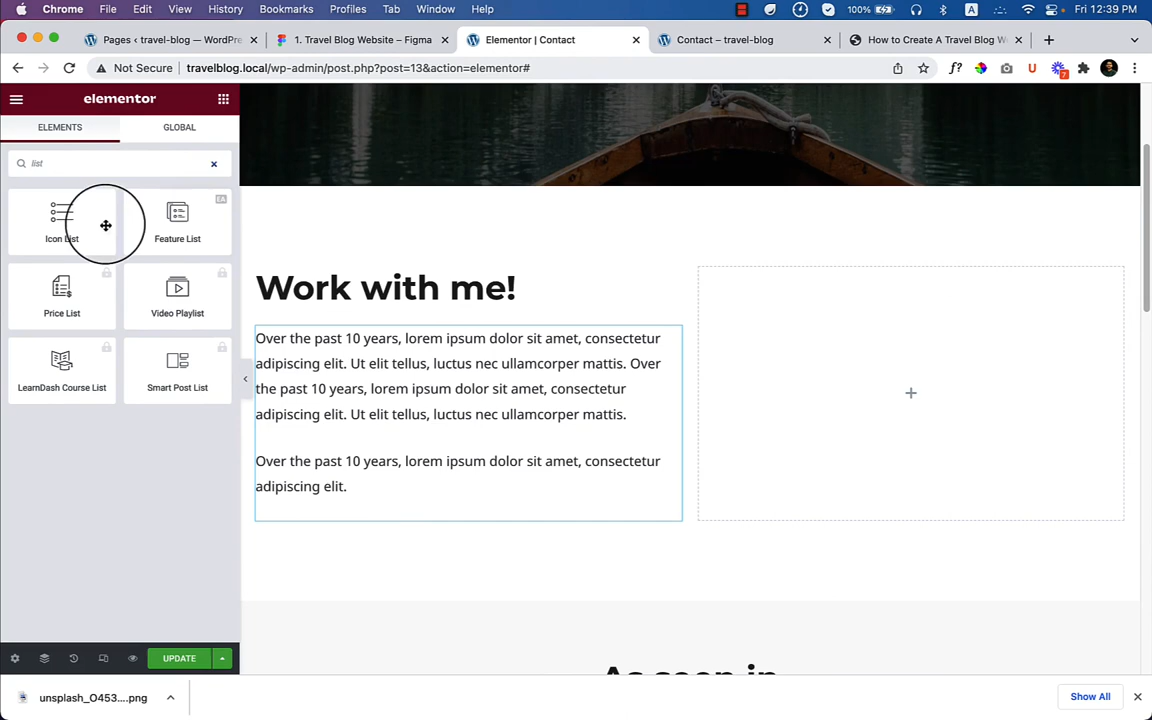 Chrome File Edit View History Bookmarks Profiles Tab Window Help 100% A Fri 12:39 PM
Pages ‹ travel-blog — WordPre 1. Travel Blog Website – Figma Elementor | Contact Contact – travel-blog How to Create A Travel Blog W
Not Secure travelblog.local/wp-admin/post.php?post=13&action=elementor# f? U 7
elementor
ELEMENTS GLOBAL
list
EA
Icon List Feature List
Price List Video Playlist
LearnDash Course List Smart Post List
Work with me!
Over the past 10 years, lorem ipsum dolor sit amet, consectetur
adipiscing elit. Ut elit tellus, luctus nec ullamcorper mattis. Over
the past 10 years, lorem ipsum dolor sit amet, consectetur
adipiscing elit. Ut elit tellus, luctus nec ullamcorper mattis.
Over the past 10 years, lorem ipsum dolor sit amet, consectetur
adipiscing elit.
As seen in
UPDATE
unsplash_O453....png Show All